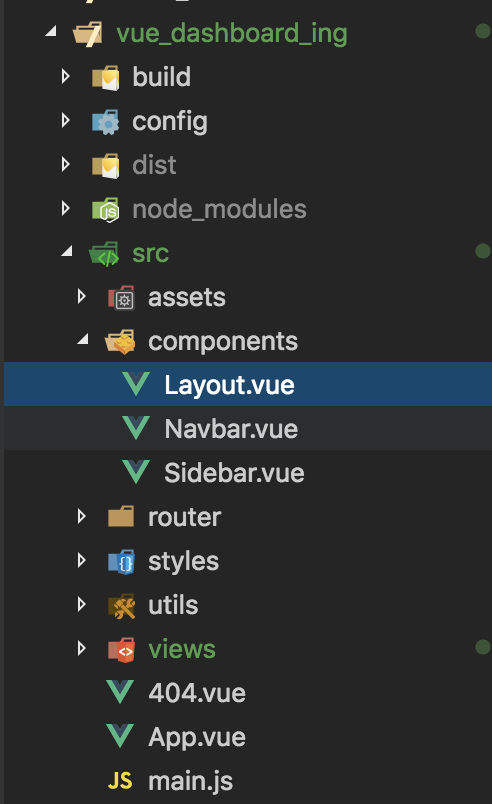 vue_dashboard_ing
build
config
dist
node_modules
src
assets
components
Layout.vue
Navbar.vue
Sidebar.vue
router
styles
utils
views
404.vue
App.vue
JS main.js